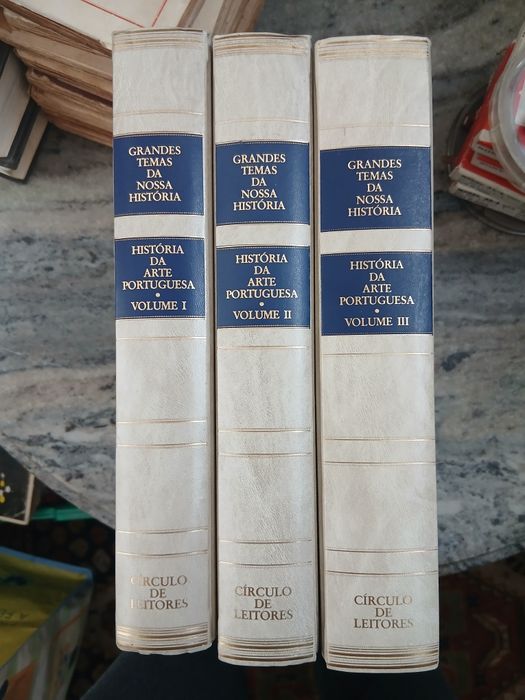 GRANDES
TEMAS
DA
NOSSA
HISTÓRIA
HISTÓRIA
DA
ARTE
PORTUGUESA
•
VOLUME I
CÍRCULO
DE
LEITORES
GRANDES
TEMAS
DA
NOSSA
HISTÓRIA
HISTÓRIA
DA
ARTE
PORTUGUESA
•
VOLUME II
CÍRCULO
DE
LEITORES
GRANDES
TEMAS
DA
NOSSA
HISTÓRIA
HISTÓRIA
DA
ARTE
PORTUGUESA
•
VOLUME III
CÍRCULO
DE
LEITORES